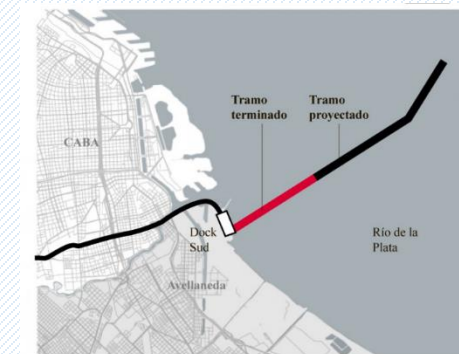 Tramo
terminado
Tramo
proyectado
CABA
Dock
Sud
Río de la
Plata
Avellaneda